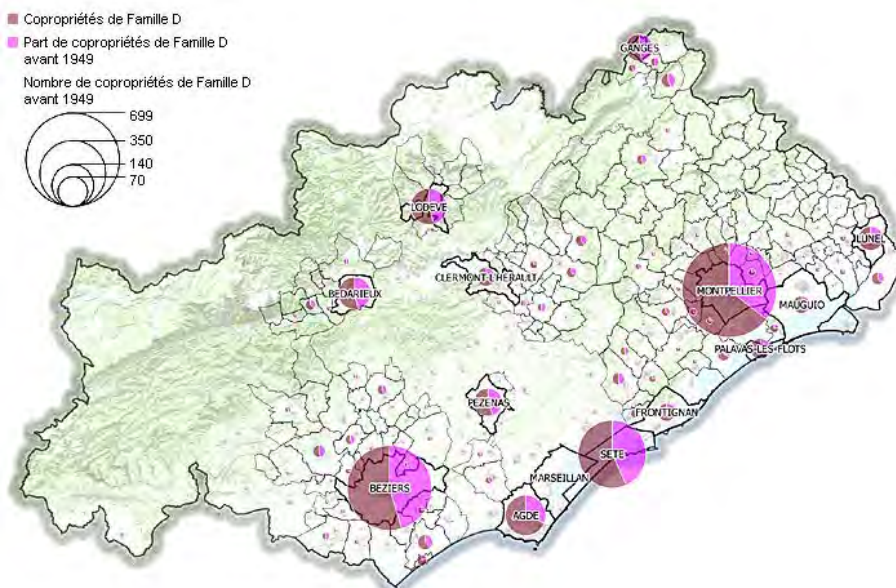 Copropriétés de Famille D
Part de copropriétés de Famille D
avant 1949
Nombre de copropriétés de Famille D
avant 1949
699
350
140
70
GANGES
LODEVE
LUNEL
CLERMONT-L'HERAULT
BEDARIEUX
MONTPELLIER
MAUGUIO
PALAVAS-LES-FLOTS
PEZENAS
FRONTIGNAN
SETE
MARSEILLAN
BEZIERS
AGDE